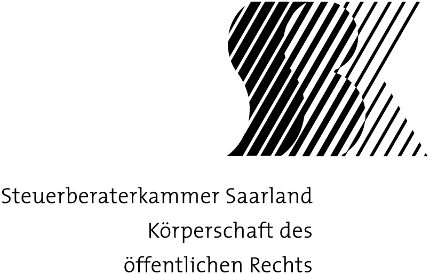 Steuerberaterkammer Saarland
Körperschaft des
öffentlichen Rechts